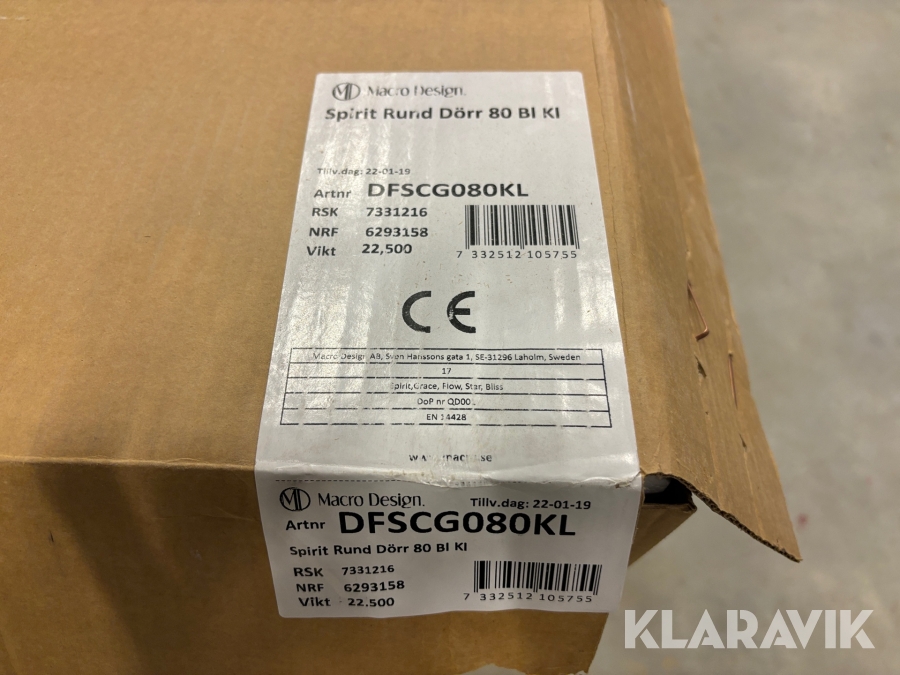 MD Macro Design.
Spirit Rund Dörr 80 Bl Kl
Tillv.dag: 22-01-19
Artnr DFSCG080KL
RSK 7331216
NRF 6293158
Vikt 22,500
7 332512 105755
CE
Macro Design AB, Sven Hanssons gata 1, SE-31296 Laholm, Sweden
17
Spirit,Grace, Flow, Star, Bliss
DoP nr
EN 14428
MD Macro Design. Tillv.dag: 22-01-19
Artnr DFSCG080KL
Spirit Rund Dörr 80 Bl Kl
RSK 7331216
NRF 6293158
Vikt 22.500
7 332512 105755
KLARAVIK